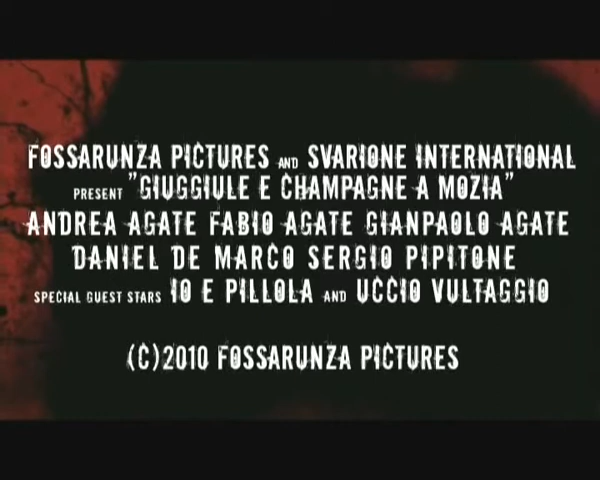 FOSSARUNZA PICTURES AND SVARIONE INTERNATIONAL
PRESENT "GIUGGIULE E CHAMPAGNE A MOZIA"
ANDREA AGATE FABIO AGATE GIANPAOLO AGATE
DANIEL DE MARCO SERGIO PIPITONE
SPECIAL GUEST STARS IO E PILLOLA AND UCCIO VULTAGGIO
(C)2010 FOSSARUNZA PICTURES